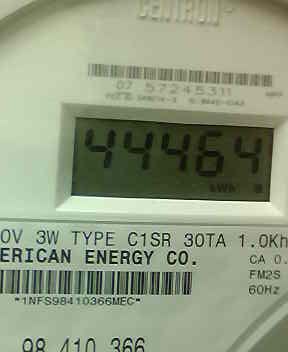 CENTRON
07 57245311
44464
kWh
0V 3W TYPE C1SR 30TA 1.0Kh
ERICAN ENERGY CO.
CA 0.
FM2S
60Hz
*1NFS98410366MEC*
98 410 366